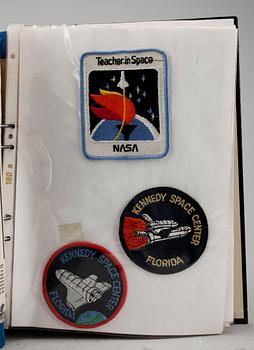 Teacher in Space
NASA
KENNEDY SPACE CENTER
FLORIDA
KENNEDY SPACE CENTER
FLORIDA